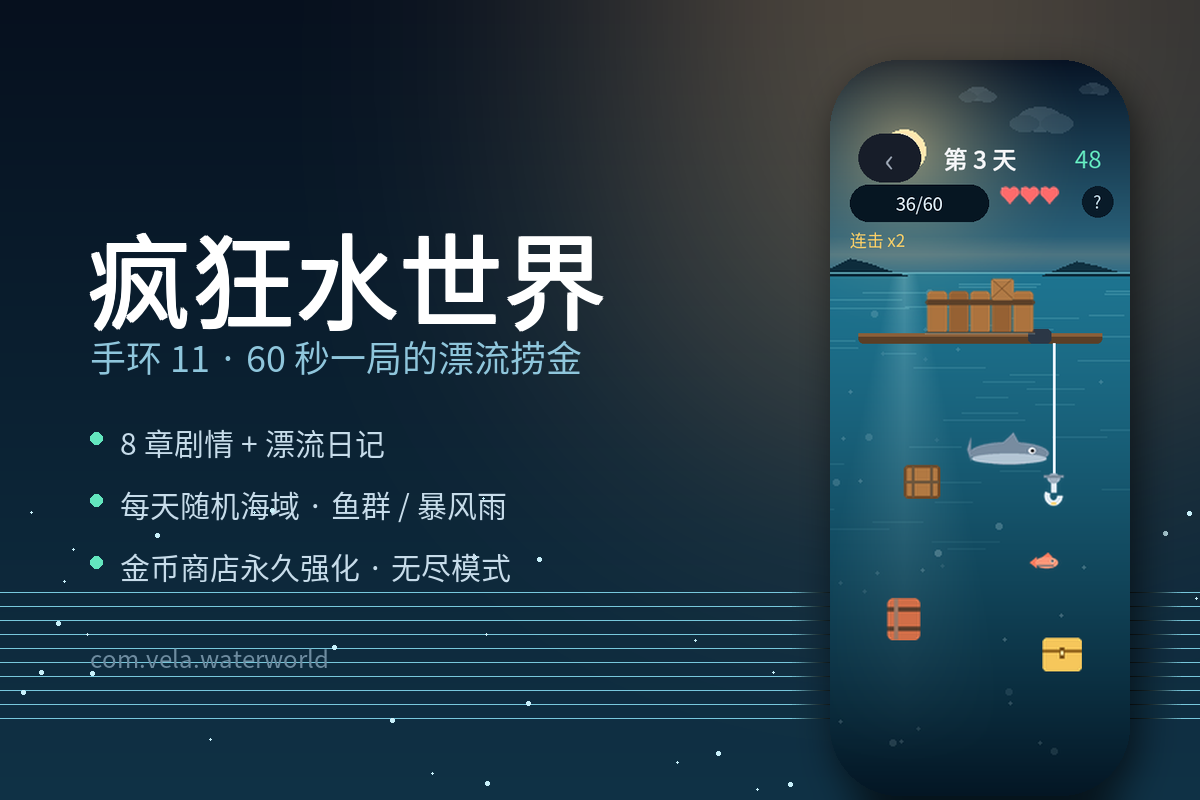 疯狂水世界
手环 11 · 60 秒一局的漂流捞金
8 章剧情 + 漂流日记
每天随机海域 · 鱼群 / 暴风雨
金币商店永久强化 · 无尽模式
com.vela.waterworld
‹ 第 3 天 48
36/60 ?
连击 x2